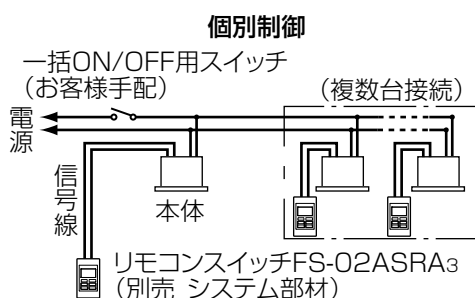 個別制御
一括ON/OFF用スイッチ
(お客様手配)
(複数台接続)
電源
信号線
本体
リモコンスイッチFS-02ASRA3
(別売 システム部材)